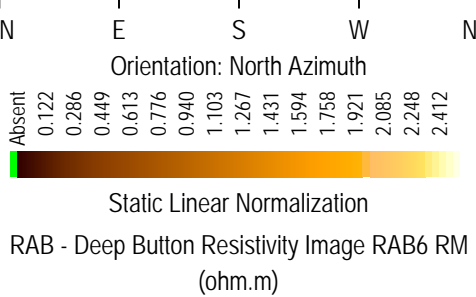 N E S W N
Orientation: North Azimuth
Absent 0.122 0.286 0.449 0.613 0.776 0.940 1.103 1.267 1.431 1.594 1.758 1.921 2.085 2.248 2.412
Static Linear Normalization
RAB - Deep Button Resistivity Image RAB6 RM
(ohm.m)